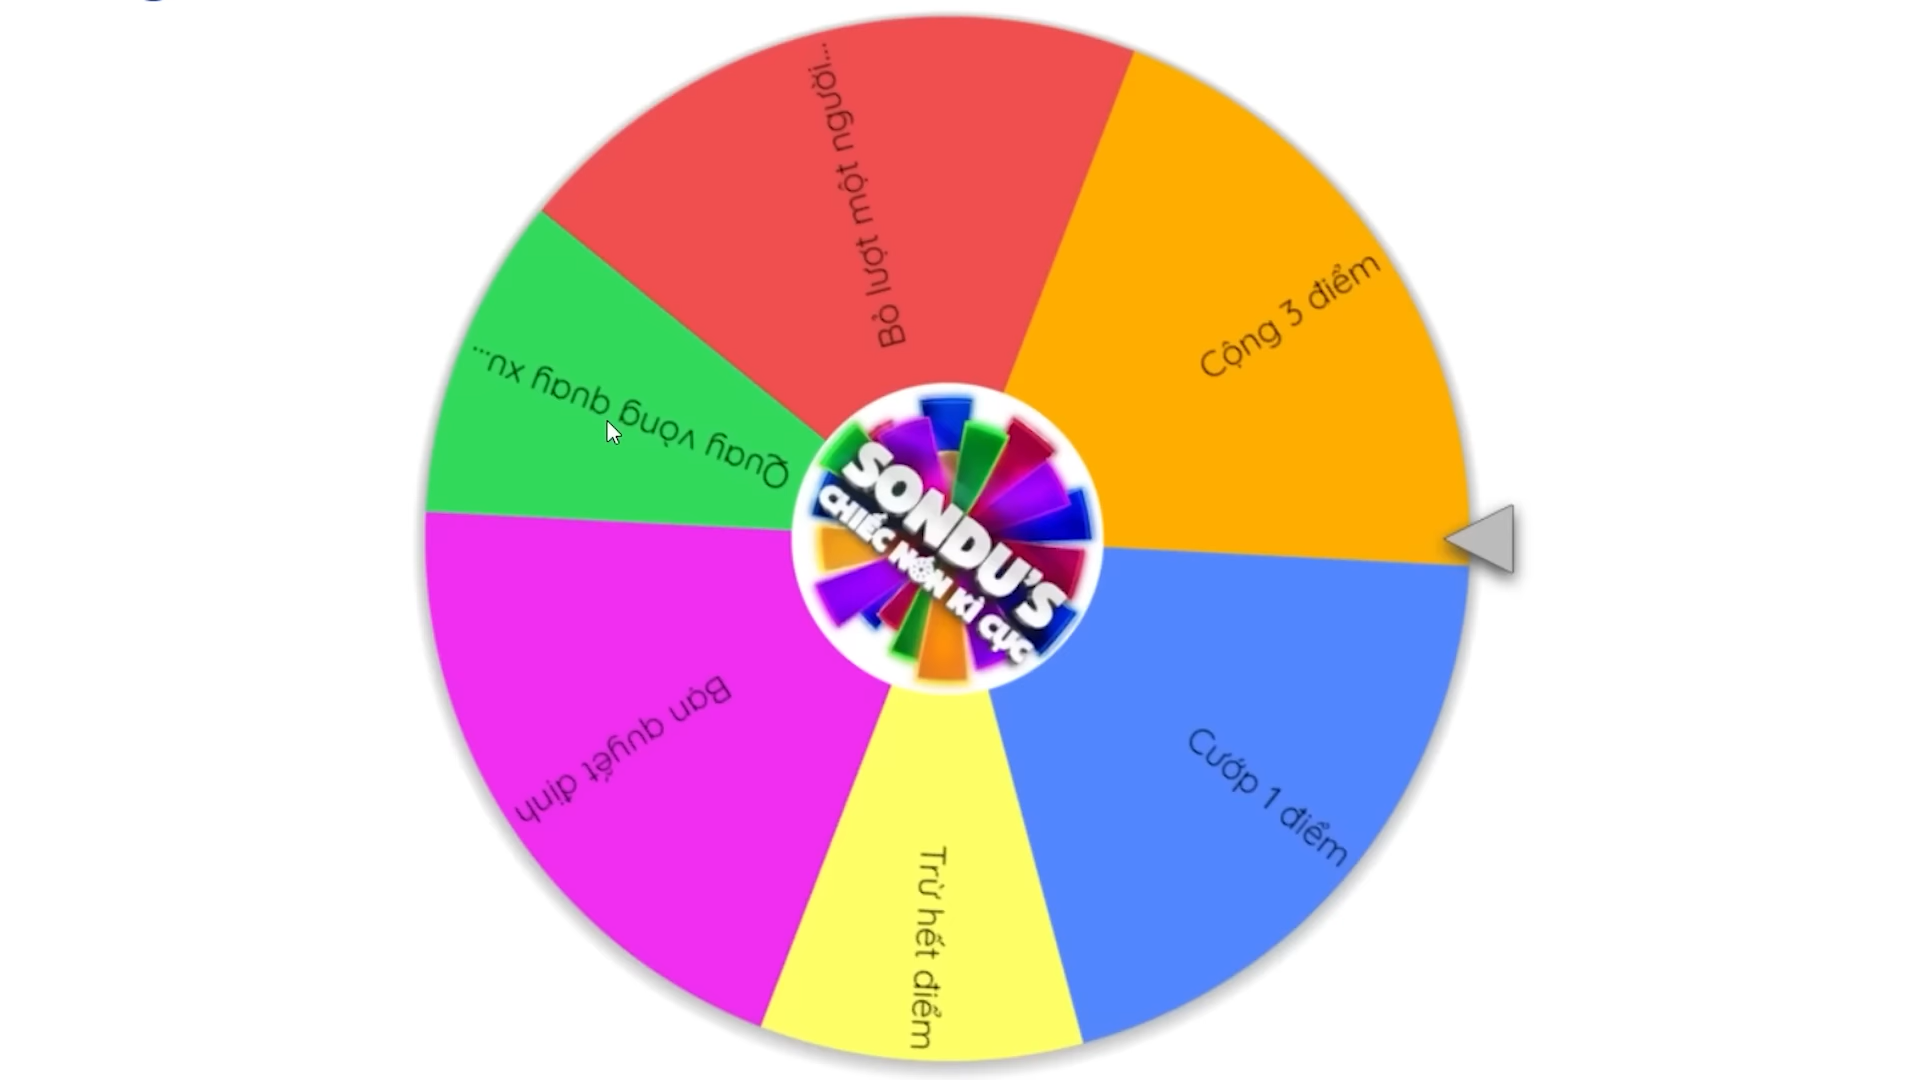 Bỏ lượt một người...
Cộng 3 điểm
Quay vòng quay xu...
SONDU'S
CHIẾC NÓN KÌ CỰC
Bạn quyết định
Cướp 1 điểm
Trừ hết điểm